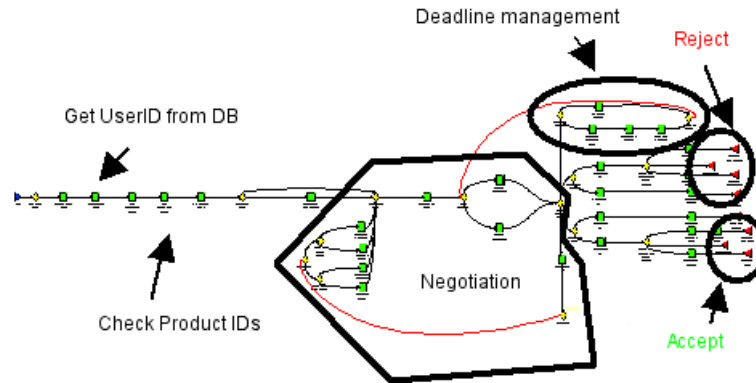 Deadline management
Reject
Get UserID from DB
Negotiation
Check Product IDs
Accept